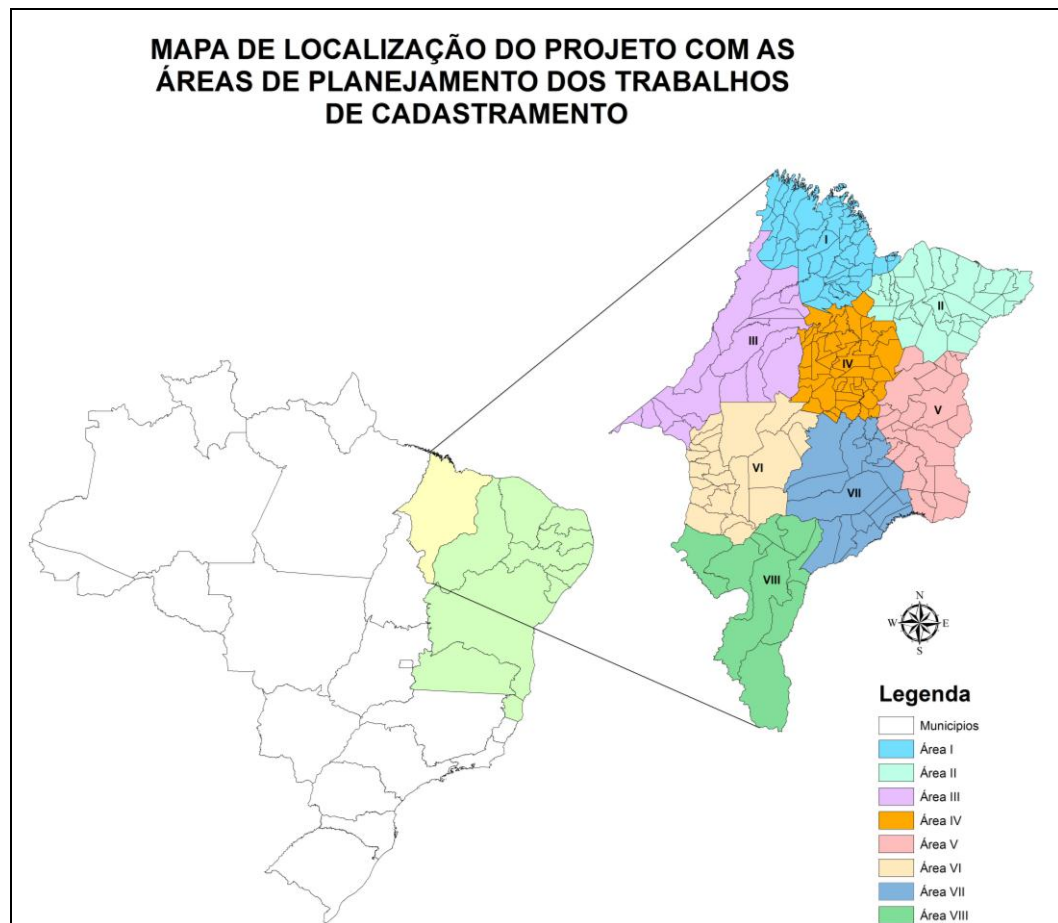 MAPA DE LOCALIZAÇÃO DO PROJETO COM AS
ÁREAS DE PLANEJAMENTO DOS TRABALHOS
DE CADASTRAMENTO
I
II
III
IV
V
VI
VII
VIII
N
W
E
S
Legenda
Municipios
Área I
Área II
Área III
Área IV
Área V
Área VI
Área VII
Área VIII